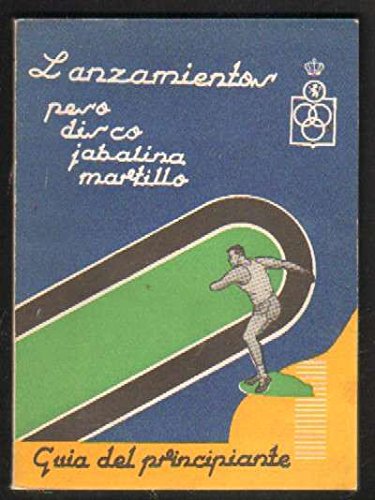 Lanzamientos
peso
disco
jabalina
martillo
Guia del principiante